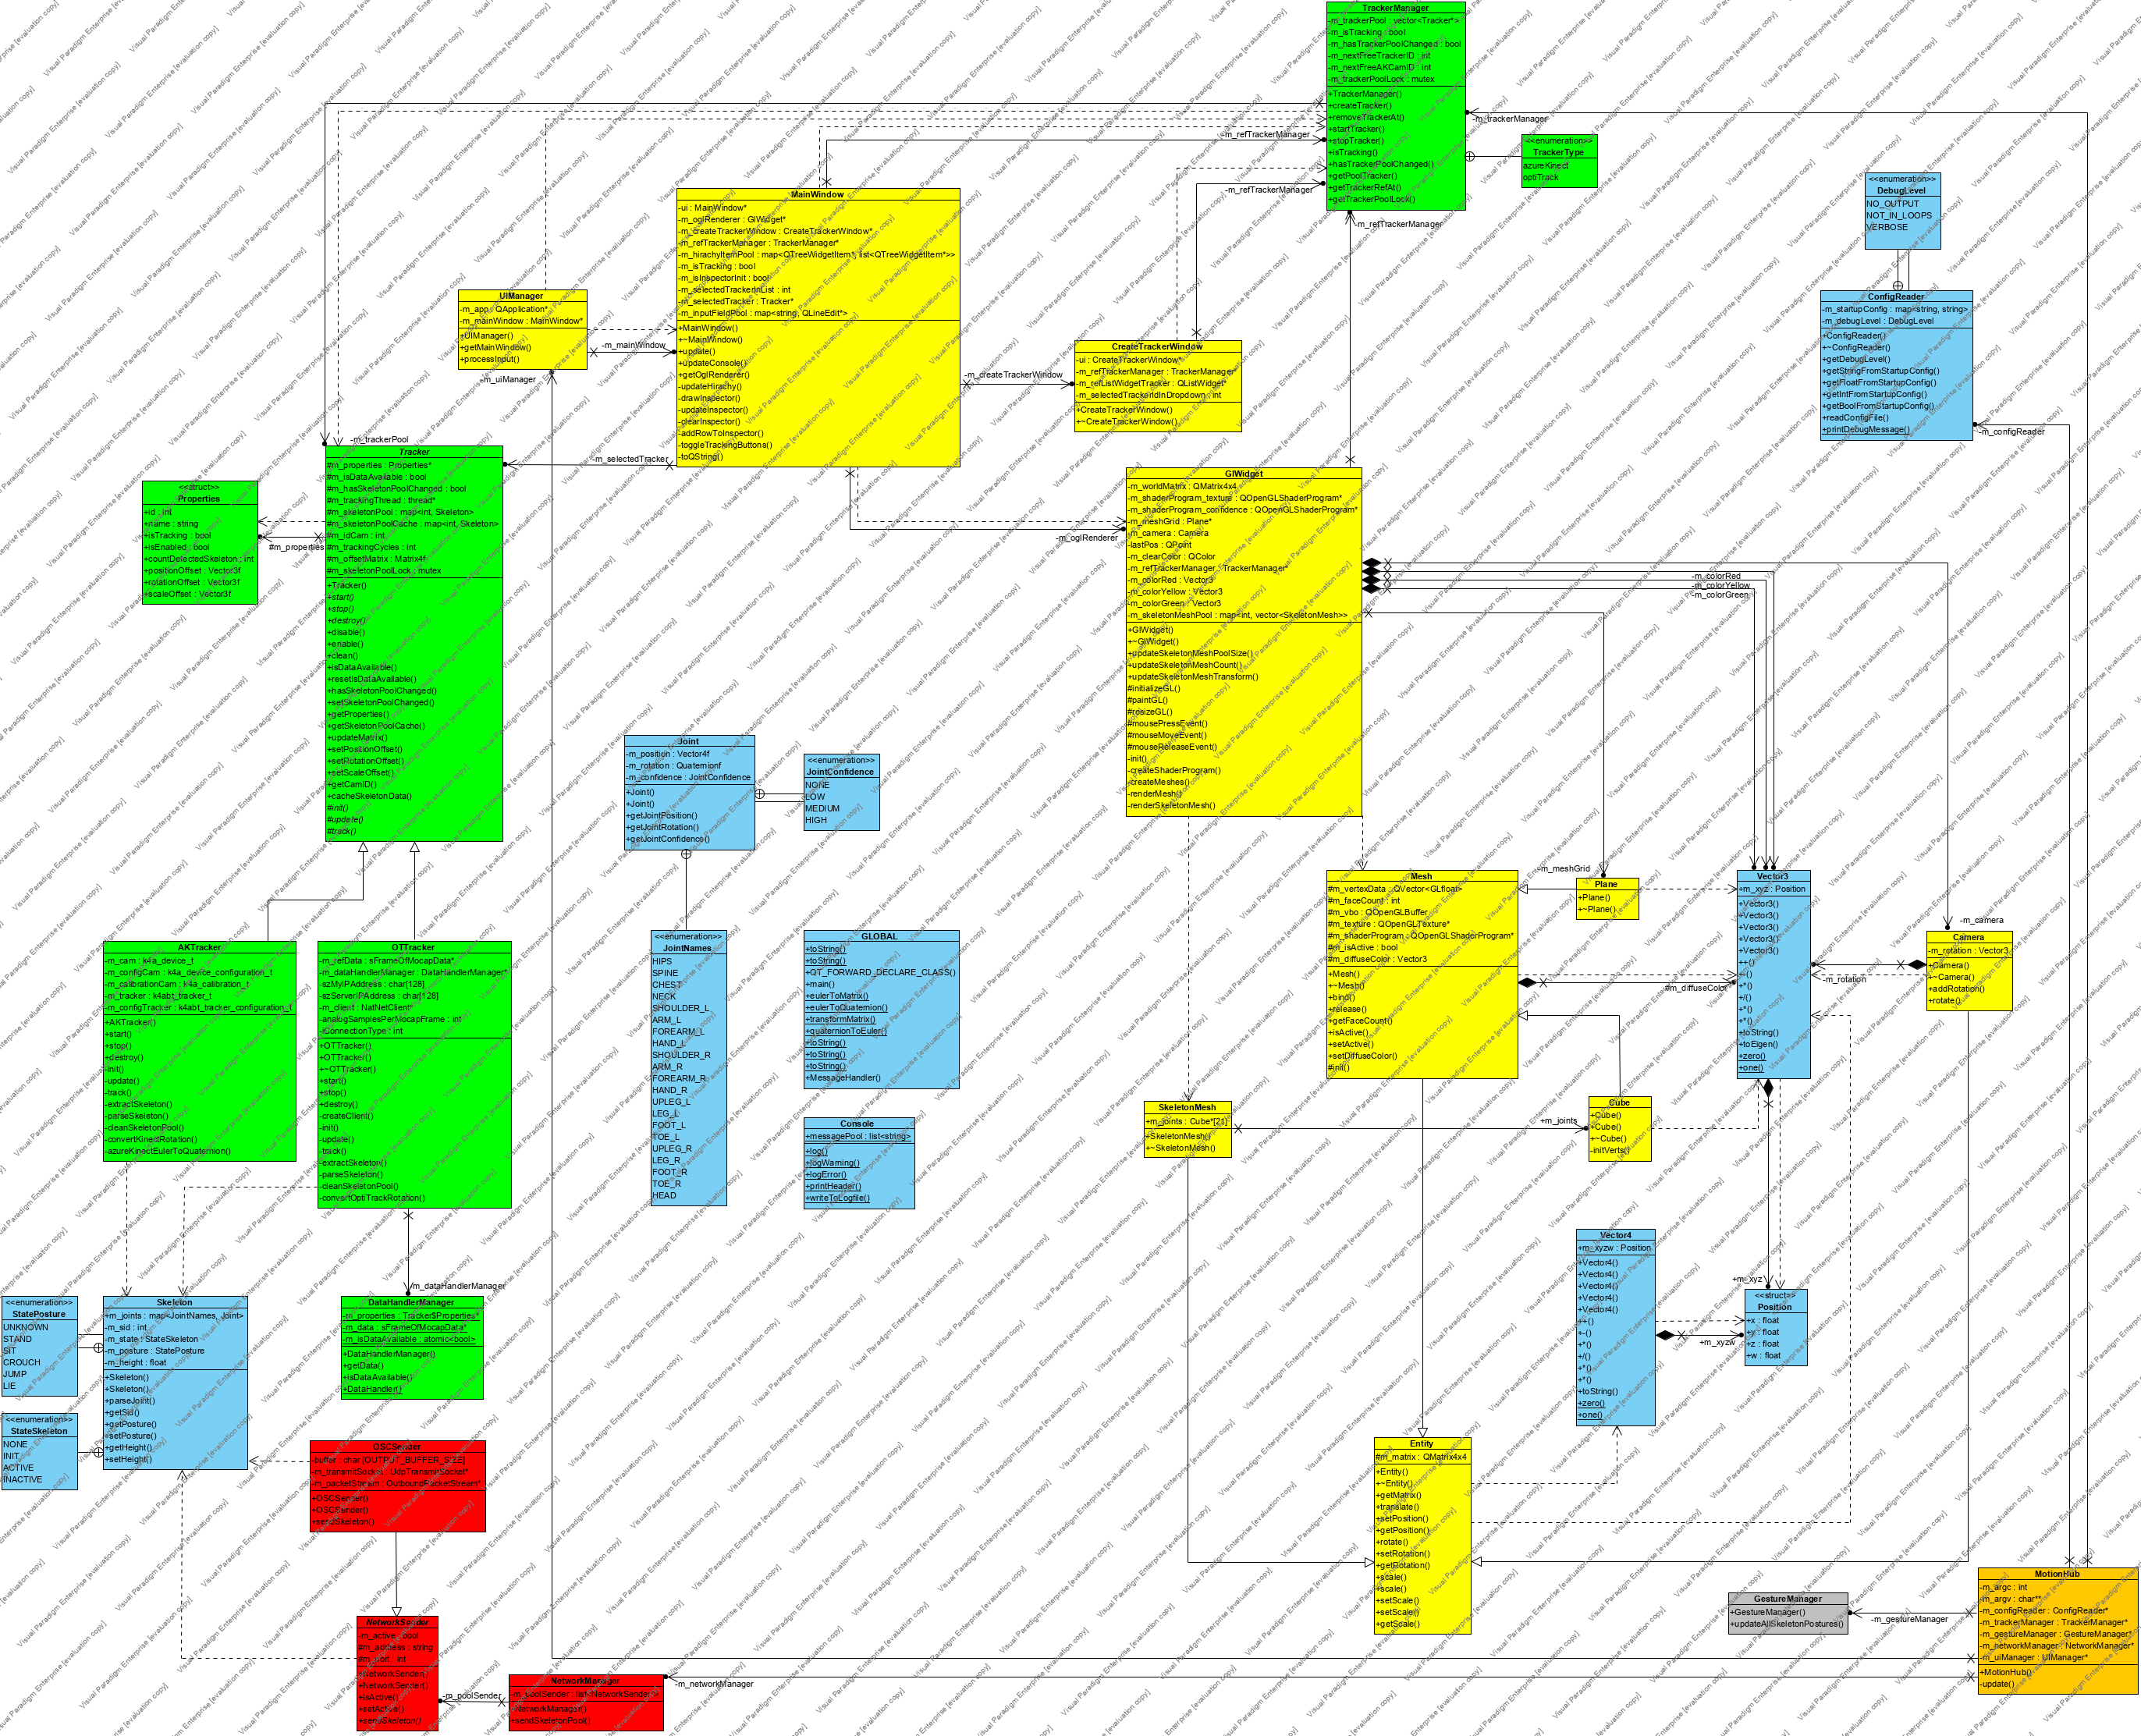 TrackerManager
-m_trackerPool : vector<Tracker*>
-m_isTracking : bool
-m_hasTrackerPoolChanged : bool
-m_nextFreeTrackerID : int
-m_nextFreeAKCamID : int
-m_trackerPoolLock : mutex
+TrackerManager()
+createTracker()
+removeTrackerAt()
+startTracker()
+stopTracker()
+isTracking()
+hasTrackerPoolChanged()
+getPoolTracker()
+getTrackerRefAt()
+getTrackerPoolLock()
-m_trackerManager
-m_refTrackerManager
-m_refTrackerManager
-m_refTrackerManager
<<enumeration>>
TrackerType
azureKinect
optiTrack
<<enumeration>>
DebugLevel
NO_OUTPUT
NOT_IN_LOOPS
VERBOSE
MainWindow
-ui : MainWindow*
-m_oglRenderer : GlWidget*
-m_createTrackerWindow : CreateTrackerWindow*
-m_refTrackerManager : TrackerManager*
-m_hirachyItemPool : map<QTreeWidgetItem*, list<QTreeWidgetItem*>>
-m_isTracking : bool
-m_isInspectorInit : bool
-m_selectedTrackerInList : int
-m_selectedTracker : Tracker*
-m_inputFieldPool : map<string, QLineEdit*>
+MainWindow()
+~MainWindow()
+update()
+updateConsole()
+getOglRenderer()
-updateHirachy()
-drawInspector()
-updateInspector()
-clearInspector()
-addRowToInspector()
-toggleTrackingButtons()
-toQString()
UIManager
-m_app : QApplication*
-m_mainWindow : MainWindow*
+UIManager()
+getMainWindow()
+processInput()
-m_mainWindow
-m_uiManager
CreateTrackerWindow
-ui : CreateTrackerWindow*
-m_refTrackerManager : TrackerManager*
-m_refListWidgetTracker : QListWidget*
-m_selectedTrackerIdInDropdown : int
+CreateTrackerWindow()
+~CreateTrackerWindow()
-m_createTrackerWindow
ConfigReader
-m_startupConfig : map<string, string>
-m_debugLevel : DebugLevel
+ConfigReader()
+~ConfigReader()
+getDebugLevel()
+getStringFromStartupConfig()
+getFloatFromStartupConfig()
+getIntFromStartupConfig()
+getBoolFromStartupConfig()
+readConfigFile()
+printDebugMessage()
-m_configReader
-m_trackerPool
-m_selectedTracker
Tracker
#m_properties : Properties*
#m_isDataAvailable : bool
#m_hasSkeletonPoolChanged : bool
#m_trackingThread : thread*
#m_skeletonPool : map<int, Skeleton>
#m_skeletonPoolCache : map<int, Skeleton>
#m_idCam : int
#m_trackingCycles : int
#m_offsetMatrix : Matrix4f
#m_skeletonPoolLock : mutex
+Tracker()
+start()
+stop()
+destroy()
+disable()
+enable()
+clean()
+isDataAvailable()
+resetIsDataAvailable()
+hasSkeletonPoolChanged()
+setSkeletonPoolChanged()
+getProperties()
+getSkeletonPoolCache()
+updateMatrix()
+setPositionOffset()
+setRotationOffset()
+setScaleOffset()
+getCamID()
+cacheSkeletonData()
#init()
#update()
#track()
<<struct>>
Properties
+id : int
+name : string
+isTracking : bool
+isEnabled : bool
+countDetectedSkeleton : int
+positionOffset : Vector3f
+rotationOffset : Vector3f
+scaleOffset : Vector3f
#m_properties
GlWidget
-m_worldMatrix : QMatrix4x4
-m_shaderProgram_texture : QOpenGLShaderProgram*
-m_shaderProgram_confidence : QOpenGLShaderProgram*
-m_meshGrid : Plane*
-m_camera : Camera
-lastPos : QPoint
-m_clearColor : QColor
-m_refTrackerManager : TrackerManager*
-m_colorRed : Vector3
-m_colorYellow : Vector3
-m_colorGreen : Vector3
-m_skeletonMeshPool : map<int, vector<SkeletonMesh>>
+GlWidget()
+~GlWidget()
+updateSkeletonMeshPoolSize()
+updateSkeletonMeshCount()
+updateSkeletonMeshTransform()
#initializeGL()
#paintGL()
#resizeGL()
#mousePressEvent()
#mouseMoveEvent()
#mouseReleaseEvent()
-init()
-createShaderProgram()
-createMeshes()
-renderMesh()
-renderSkeletonMesh()
-m_oglRenderer
-m_colorRed
-m_colorYellow
-m_colorGreen
Joint
-m_position : Vector4f
-m_rotation : Quaternionf
-m_confidence : JointConfidence
+Joint()
+Joint()
+getJointPosition()
+getJointRotation()
+getJointConfidence()
<<enumeration>>
JointConfidence
NONE
LOW
MEDIUM
HIGH
<<enumeration>>
JointNames
HIPS
SPINE
CHEST
NECK
SHOULDER_L
ARM_L
FOREARM_L
HAND_L
SHOULDER_R
ARM_R
FOREARM_R
HAND_R
UPLEG_L
LEG_L
FOOT_L
TOE_L
UPLEG_R
LEG_R
FOOT_R
TOE_R
HEAD
GLOBAL
+toString()
+toString()
+QT_FORWARD_DECLARE_CLASS()
+main()
+eulerToMatrix()
+eulerToQuaternion()
+transformMatrix()
+quaternionToEuler()
+toString()
+toString()
+toString()
+MessageHandler()
Console
+messagePool : list<string>
+log()
+logWarning()
+logError()
+printHeader()
+writeToLogfile()
Mesh
#m_vertexData : QVector<GLfloat>
#m_faceCount : int
#m_vbo : QOpenGLBuffer
#m_texture : QOpenGLTexture*
#m_shaderProgram : QOpenGLShaderProgram*
#m_isActive : bool
#m_diffuseColor : Vector3
+Mesh()
+~Mesh()
+bind()
+release()
+getFaceCount()
+isActive()
+setActive()
+setDiffuseColor()
#init()
-m_meshGrid
#m_diffuseColor
Plane
+Plane()
+~Plane()
Vector3
+m_xyz : Position
+Vector3()
+Vector3()
+Vector3()
+Vector3()
+Vector3()
++()
+-()
+*()
+/()
+*()
+*()
+toString()
+toEigen()
+zero()
+one()
-m_camera
Camera
-m_rotation : Vector3
+Camera()
+~Camera()
+addRotation()
+rotate()
-m_rotation
AKTracker
-m_cam : k4a_device_t
-m_configCam : k4a_device_configuration_t
-m_calibrationCam : k4a_calibration_t
-m_tracker : k4abt_tracker_t
-m_configTracker : k4abt_tracker_configuration_t
+AKTracker()
+start()
+stop()
+destroy()
-init()
-update()
-track()
-extractSkeleton()
-parseSkeleton()
-cleanSkeletonPool()
-convertKinectRotation()
-azureKinectEulerToQuaternion()
OTTracker
-m_refData : sFrameOfMocapData*
-m_dataHandlerManager : DataHandlerManager*
-szMyIPAddress : char[128]
-szServerIPAddress : char[128]
-m_client : NatNetClient*
-analogSamplesPerMocapFrame : int
-iConnectionType : int
+OTTracker()
+OTTracker()
+~OTTracker()
+start()
+stop()
+destroy()
-createClient()
-init()
-update()
-track()
-extractSkeleton()
-parseSkeleton()
-cleanSkeletonPool()
-convertOptiTrackRotation()
SkeletonMesh
+m_joints : Cube*[21]
+SkeletonMesh()
+~SkeletonMesh()
+m_joints
Cube
+Cube()
+Cube()
+~Cube()
-initVerts()
Vector4
+m_xyzw : Position
+Vector4()
+Vector4()
+Vector4()
+Vector4()
+Vector4()
++()
+-()
+*()
+/()
+*()
+*()
+toString()
+zero()
+one()
+m_xyz
+m_xyzw
<<struct>>
Position
+x : float
+y : float
+z : float
+w : float
-m_dataHandlerManager
DataHandlerManager
-m_properties : Tracker$Properties*
-m_data : sFrameOfMocapData*
-m_isDataAvailable : atomic<bool>
+DataHandlerManager()
+getData()
+isDataAvailable()
+DataHandler()
<<enumeration>>
StatePosture
UNKNOWN
STAND
SIT
CROUCH
JUMP
LIE
<<enumeration>>
StateSkeleton
NONE
INIT
ACTIVE
INACTIVE
Skeleton
+m_joints : map<JointNames, Joint>
-m_sid : int
-m_state : StateSkeleton
-m_posture : StatePosture
-m_height : float
+Skeleton()
+Skeleton()
+parseJoint()
+getSid()
+getPosture()
+setPosture()
+getHeight()
+setHeight()
OSCSender
-buffer : char[OUTPUT_BUFFER_SIZE]
-m_transmitSocket : UdpTransmitSocket*
-m_packetStream : OutboundPacketStream*
+OSCSender()
+OSCSender()
+sendSkeleton()
Entity
#m_matrix : QMatrix4x4
+Entity()
+~Entity()
+getMatrix()
+translate()
+setPosition()
+getPosition()
+rotate()
+setRotation()
+getRotation()
+scale()
+scale()
+setScale()
+setScale()
+getScale()
NetworkSender
-m_active : bool
#m_address : string
#m_port : int
+NetworkSender()
+NetworkSender()
+isActive()
+setActive()
+sendSkeleton()
-m_poolSender
NetworkManager
-m_poolSender : list<NetworkSender*>
+NetworkManager()
+sendSkeletonPool()
-m_networkManager
GestureManager
+GestureManager()
+updateAllSkeletonPostures()
-m_gestureManager
MotionHub
-m_argc : int
-m_argv : char**
-m_configReader : ConfigReader*
-m_trackerManager : TrackerManager*
-m_gestureManager : GestureManager*
-m_networkManager : NetworkManager*
-m_uiManager : UIManager*
+MotionHub()
-update()
Visual Paradigm Enterprise [evaluation copy]